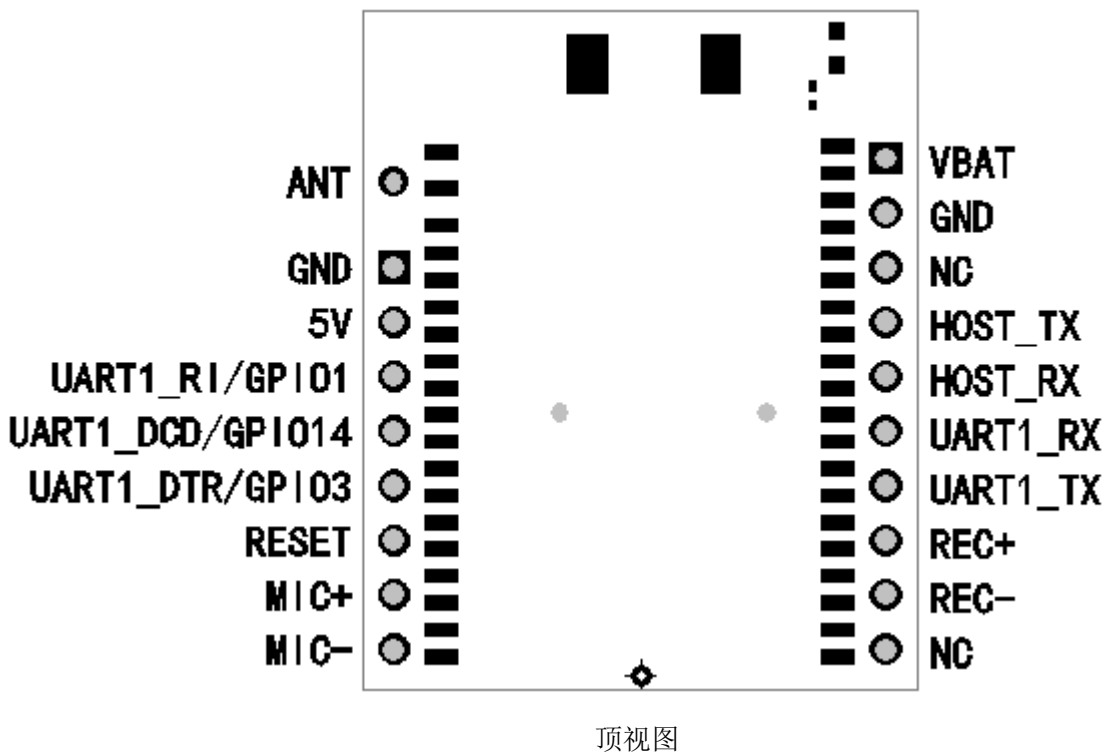 ANT
GND
5V
UART1_RI/GPIO1
UART1_DCD/GPIO14
UART1_DTR/GPIO3
RESET
MIC+
MIC-
VBAT
GND
NC
HOST_TX
HOST_RX
UART1_RX
UART1_TX
REC+
REC-
NC
顶视图